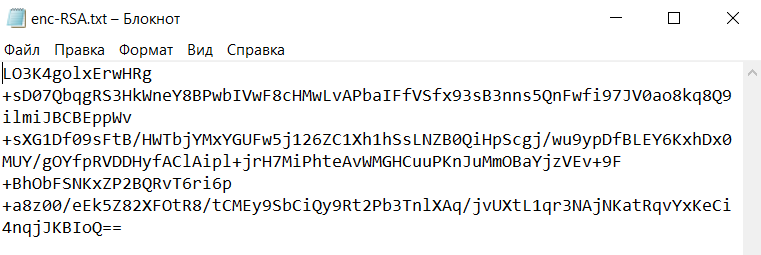 enc-RSA.txt – Блокнот
Файл Правка Формат Вид Справка
LO3K4golxErwHRg
+sD07QbqgRS3HkWneY8BPwbIVwF8cHMwLvAPbaIFfVSfx93sB3nns5QnFwfi97JV0ao8kq8Q9
ilmiJBCBEppWv
+sXG1Df09sFtB/HWTbjYMxYGUFw5j126ZC1Xh1hSsLNZB0QiHpScgj/wu9ypDfBLEY6KxhDx0
MUY/gOYfpRVDDHyfAClAipl+jrH7MiPhteAvWMGHCuuPKnJuMmOBaYjzVEv+9F
+BhObFSNKxZP2BQRvT6ri6p
+a8z00/eEk5Z82XFOtR8/tCMEy9SbCiQy9Rt2Pb3TnlXAq/jvUXtL1qr3NAjNKatRqvYxKeCi
4nqjJKBIoQ==